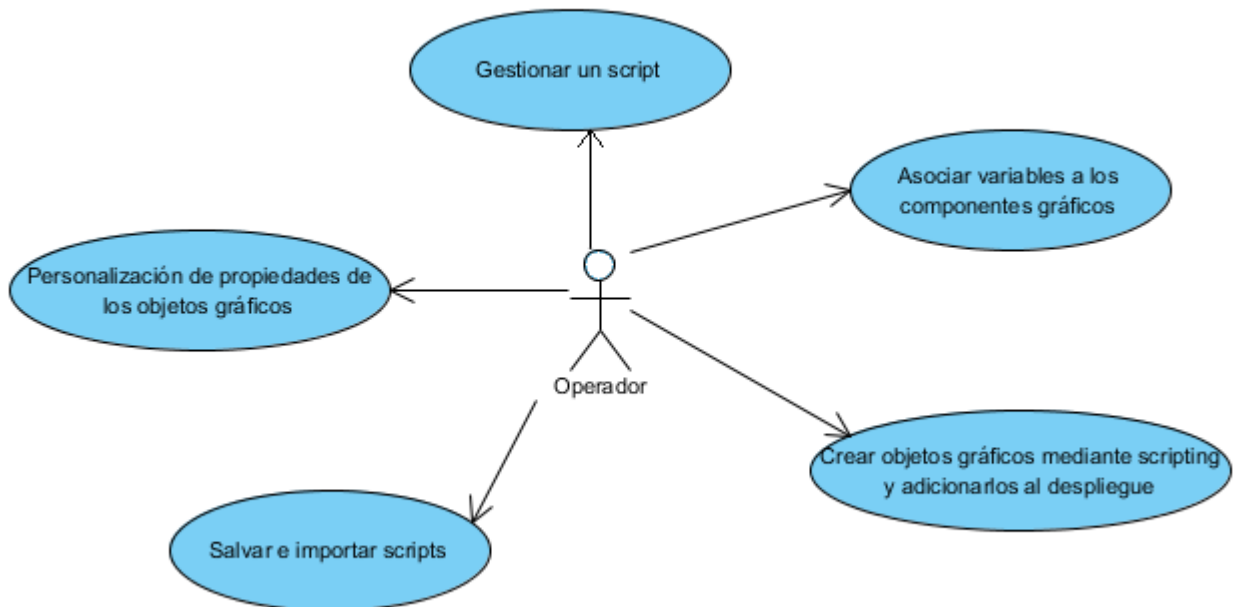 Gestionar un script
Asociar variables a los
componentes gráficos
Personalización de propiedades de
los objetos gráficos
Operador
Crear objetos gráficos mediante scripting
y adicionarlos al despliegue
Salvar e importar scripts